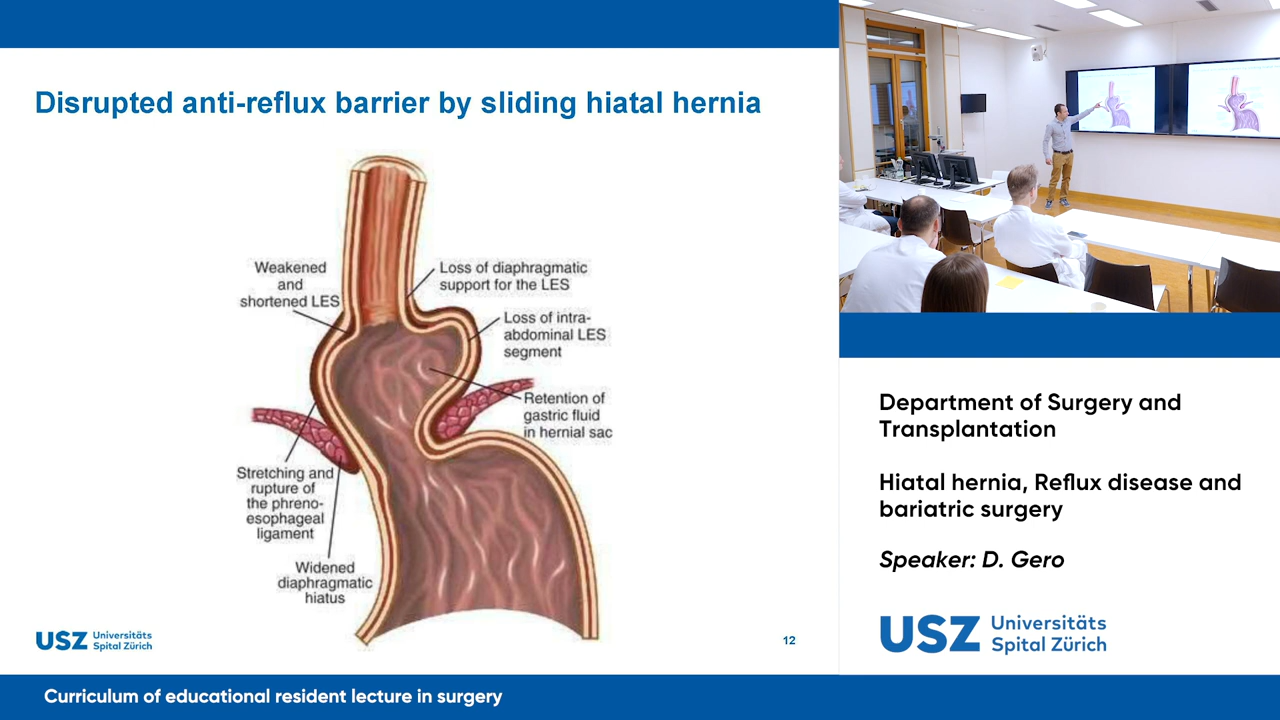 Disrupted anti-reflux barrier by sliding hiatal hernia
Weakened
and
shortened LES
Loss of diaphragmatic
support for the LES
Loss of intra-
abdominal LES
segment
Retention of
gastric fluid
in hernial sac
Stretching and
rupture of
the phreno-
esophageal
ligament
Widened
diaphragmatic
hiatus
USZ Universitäts
Spital Zürich
12
Department of Surgery and
Transplantation
Hiatal hernia, Reflux disease and
bariatric surgery
Speaker: D. Gero
USZ Universitäts
Spital Zürich
Curriculum of educational resident lecture in surgery